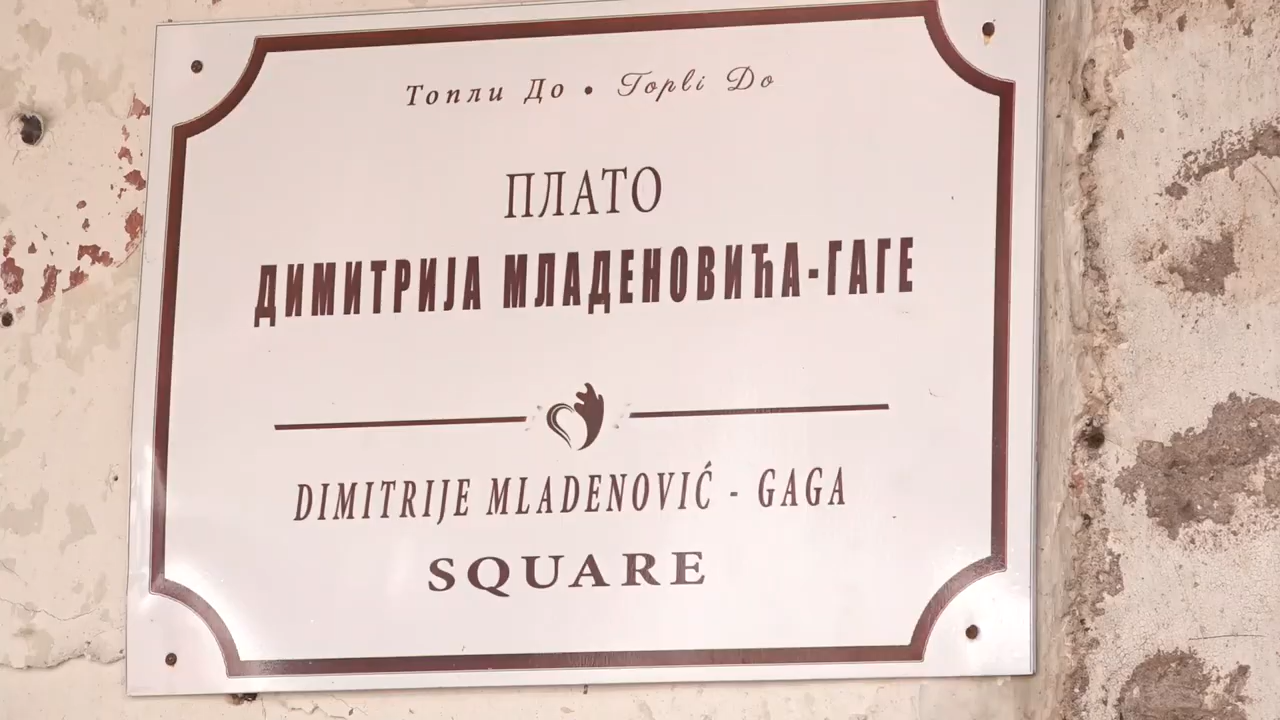 Топли До • Topli Do
ПЛАТО
ДИМИТРИЈА МЛАДЕНОВИЋА-ГАГЕ
DIMITRIJE MLADENOVIĆ - GAGA
SQUARE